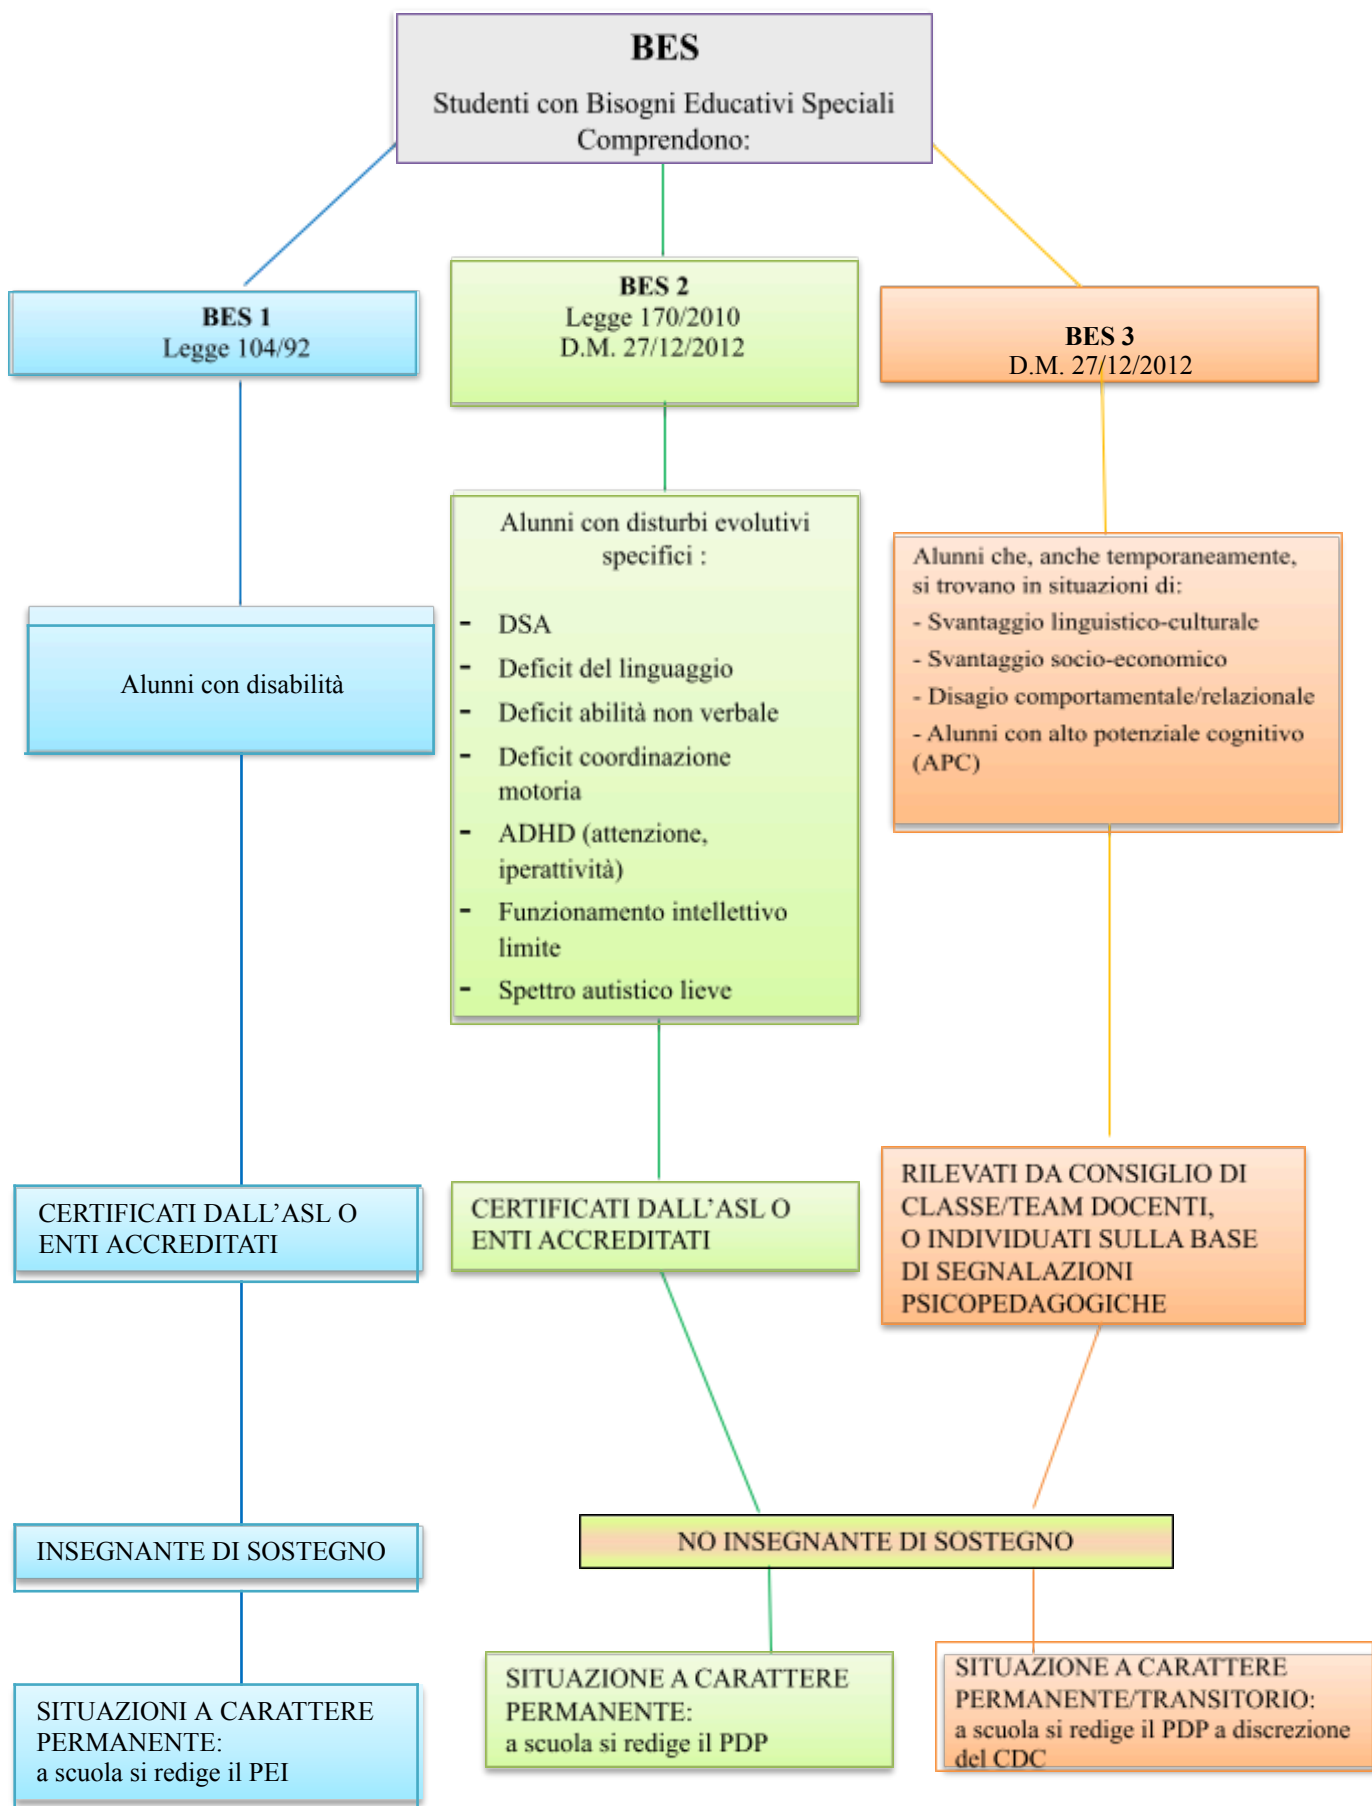 BES
Studenti con Bisogni Educativi Speciali
Comprendono:
BES 1
Legge 104/92
BES 2
Legge 170/2010
D.M. 27/12/2012
BES 3
D.M. 27/12/2012
Alunni con disabilità
Alunni con disturbi evolutivi
specifici :
- DSA
- Deficit del linguaggio
- Deficit abilità non verbale
- Deficit coordinazione
motoria
- ADHD (attenzione,
iperattività)
- Funzionamento intellettivo
limite
- Spettro autistico lieve
Alunni che, anche temporaneamente,
si trovano in situazioni di:
- Svantaggio linguistico-culturale
- Svantaggio socio-economico
- Disagio comportamentale/relazionale
- Alunni con alto potenziale cognitivo
(APC)
CERTIFICATI DALL'ASL O
ENTI ACCREDITATI
CERTIFICATI DALL'ASL O
ENTI ACCREDITATI
RILEVATI DA CONSIGLIO DI
CLASSE/TEAM DOCENTI,
O INDIVIDUATI SULLA BASE
DI SEGNALAZIONI
PSICOPEDAGOGICHE
INSEGNANTE DI SOSTEGNO
NO INSEGNANTE DI SOSTEGNO
SITUAZIONI A CARATTERE
PERMANENTE:
a scuola si redige il PEI
SITUAZIONE A CARATTERE
PERMANENTE:
a scuola si redige il PDP
SITUAZIONE A CARATTERE
PERMANENTE/TRANSITORIO:
a scuola si redige il PDP a discrezione
del CDC